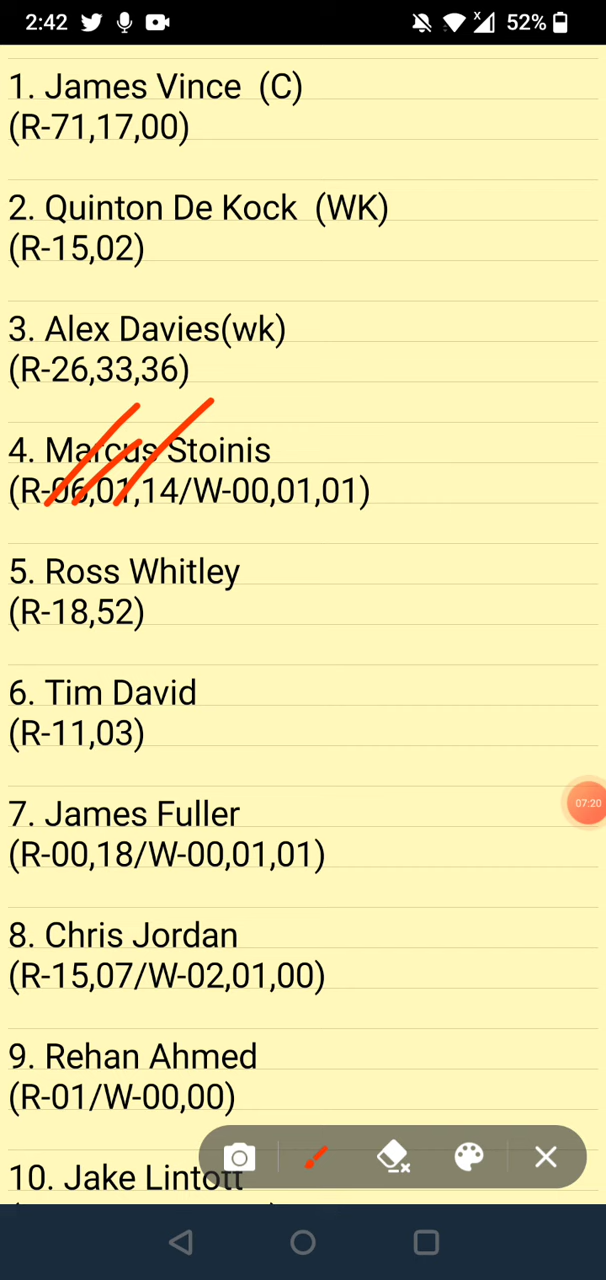 2:42
x
52%
1. James Vince (C)
(R-71,17,00)
2. Quinton De Kock (WK)
(R-15,02)
3. Alex Davies(wk)
(R-26,33,36)
4. Marcus Stoinis
(R-06,01,14/W-00,01,01)
5. Ross Whitley
(R-18,52)
6. Tim David
(R-11,03)
7. James Fuller
(R-00,18/W-00,01,01)
07:20
8. Chris Jordan
(R-15,07/W-02,01,00)
9. Rehan Ahmed
(R-01/W-00,00)
10. Jake Lintott